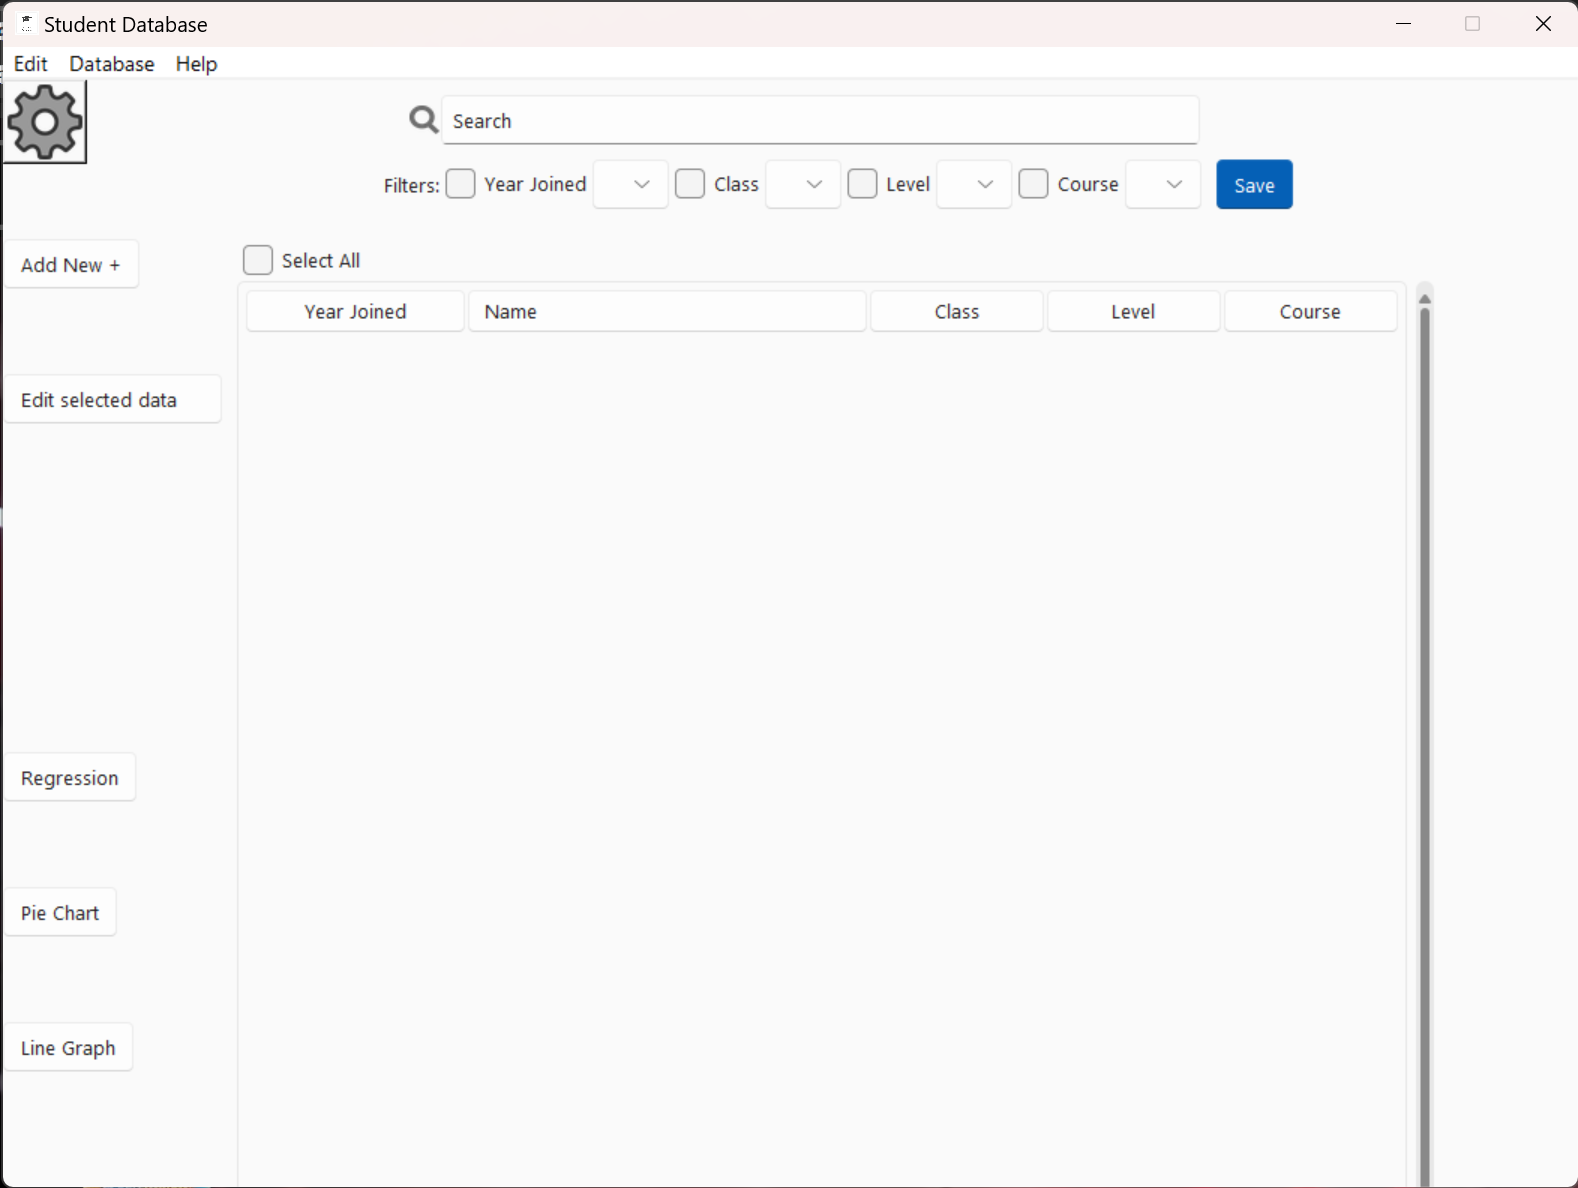 Student Database
Edit Database Help
Search
Filters: Year Joined Class Level Course Save
Add New +
Select All
Year Joined Name Class Level Course
Edit selected data
Regression
Pie Chart
Line Graph